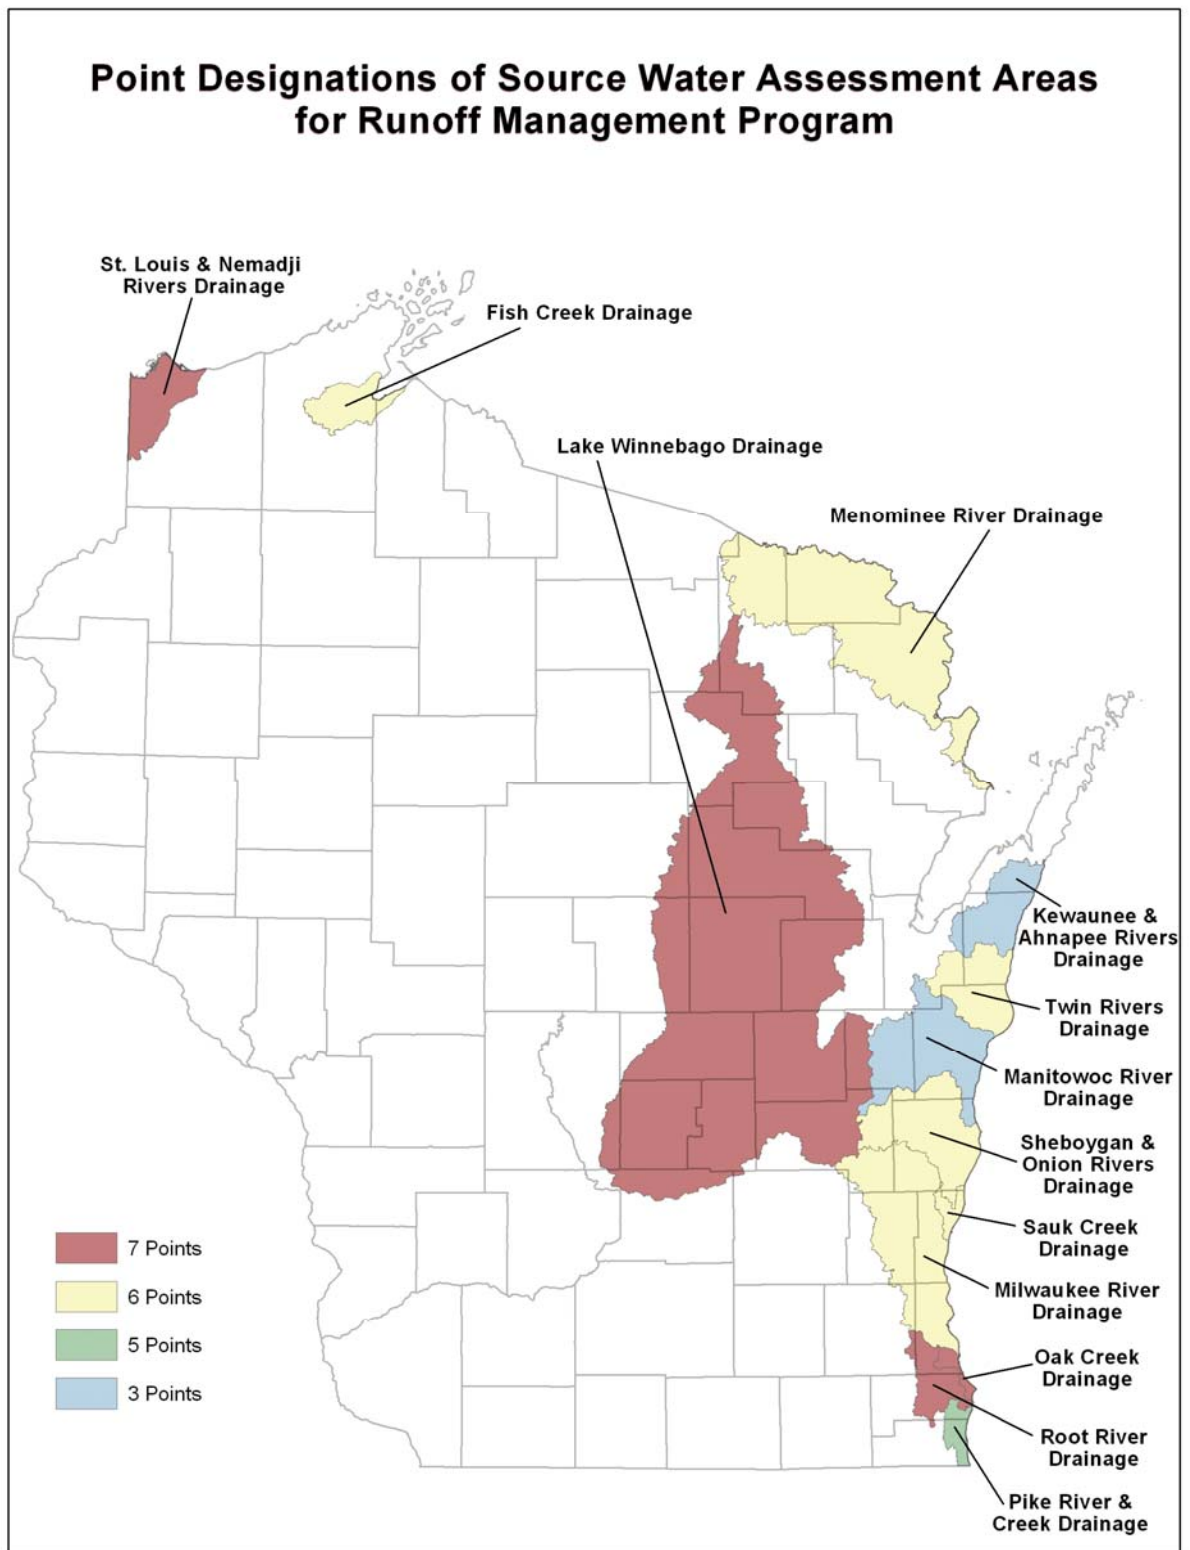 Point Designations of Source Water Assessment Areas
for Runoff Management Program
St. Louis & Nemadji
Rivers Drainage
Fish Creek Drainage
Lake Winnebago Drainage
Menominee River Drainage
Kewaunee &
Ahnapee Rivers
Drainage
Twin Rivers
Drainage
Manitowoc River
Drainage
Sheboygan &
Onion Rivers
Drainage
Sauk Creek
Drainage
Milwaukee River
Drainage
Oak Creek
Drainage
Root River
Drainage
Pike River &
Creek Drainage
7 Points
6 Points
5 Points
3 Points